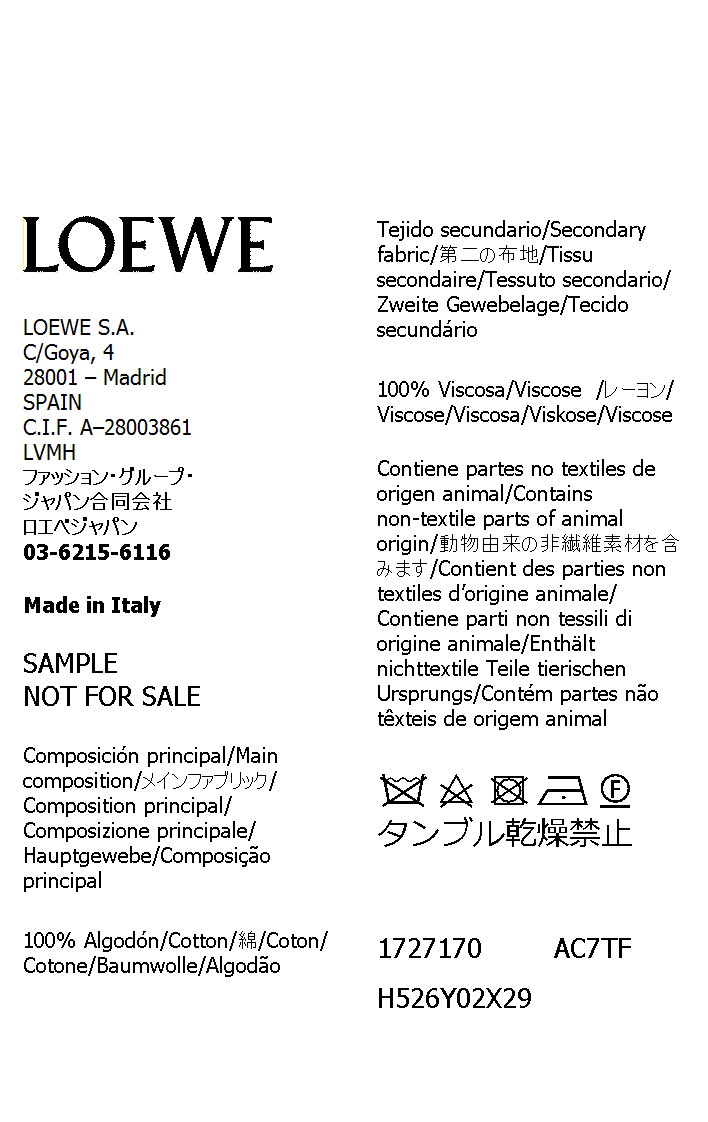 LOEWE
LOEWE S.A.
C/Goya, 4
28001 – Madrid
SPAIN
C.I.F. A–28003861
LVMH
ファッション・グループ・
ジャパン合同会社
ロエベジャパン
03-6215-6116
Made in Italy
SAMPLE
NOT FOR SALE
Composición principal/Main
composition/メインファブリック/
Composition principal/
Composizione principale/
Hauptgewebe/Composição
principal
100% Algodón/Cotton/綿/Coton/
Cotone/Baumwolle/Algodão
Tejido secundario/Secondary
fabric/第二の布地/Tissu
secondaire/Tessuto secondario/
Zweite Gewebelage/Tecido
secundário
100% Viscosa/Viscose /レーヨン/
Viscose/Viscosa/Viskose/Viscose
Contiene partes no textiles de
origen animal/Contains
non-textile parts of animal
origin/動物由来の非繊維素材を含
みます/Contient des parties non
textiles d’origine animale/
Contiene parti non tessili di
origine animale/Enthält
nichttextile Teile tierischen
Ursprungs/Contém partes não
têxteis de origem animal
F
タンブル乾燥禁止
1727170 AC7TF
H526Y02X29